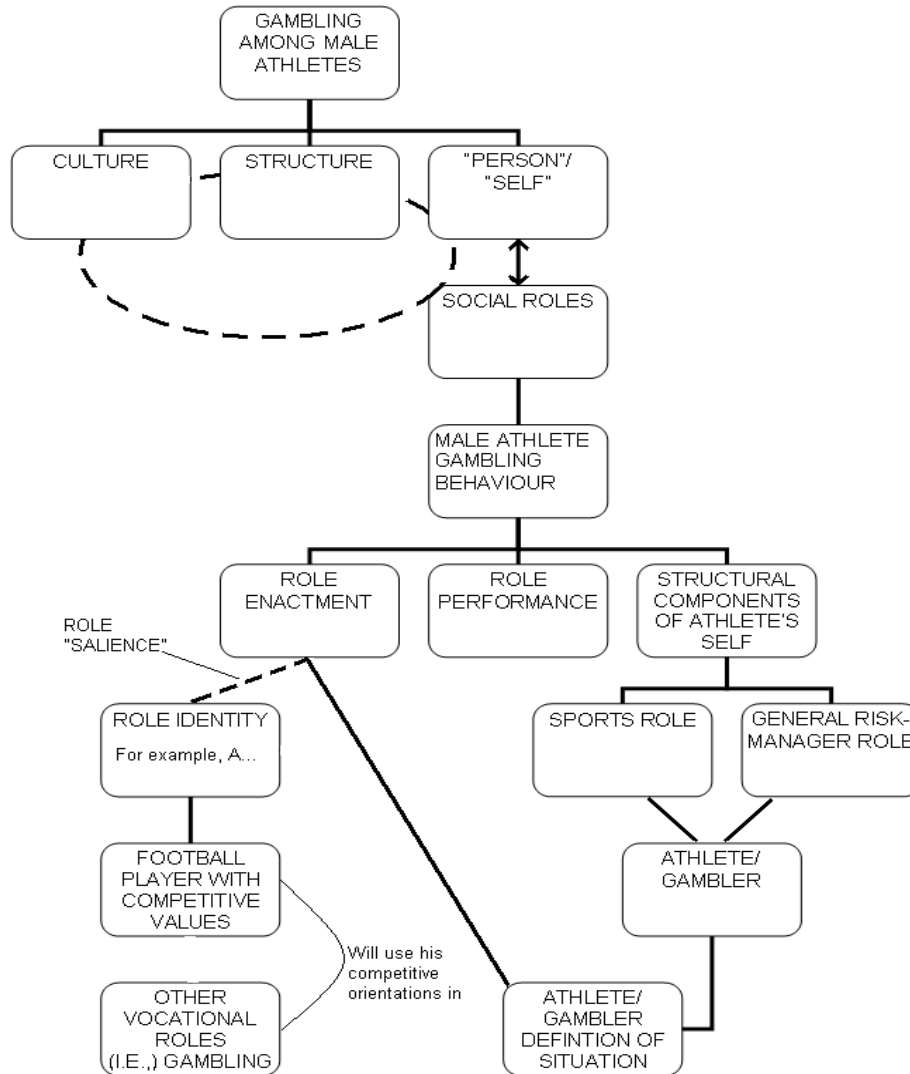 GAMBLING
AMONG MALE
ATHLETES
CULTURE
STRUCTURE
"PERSON"/
"SELF"
SOCIAL ROLES
MALE ATHLETE
GAMBLING
BEHAVIOUR
ROLE
ENACTMENT
ROLE
PERFORMANCE
STRUCTURAL
COMPONENTS
OF ATHLETE'S
SELF
ROLE
"SALIENCE"
ROLE IDENTITY
For example, A...
SPORTS ROLE
GENERAL RISK-
MANAGER ROLE
FOOTBALL
PLAYER WITH
COMPETITIVE
VALUES
ATHLETE/
GAMBLER
Will use his
competitive
orientations in
OTHER
VOCATIONAL
ROLES
(I.E.,) GAMBLING
ATHLETE/
GAMBLER
DEFINTION OF
SITUATION